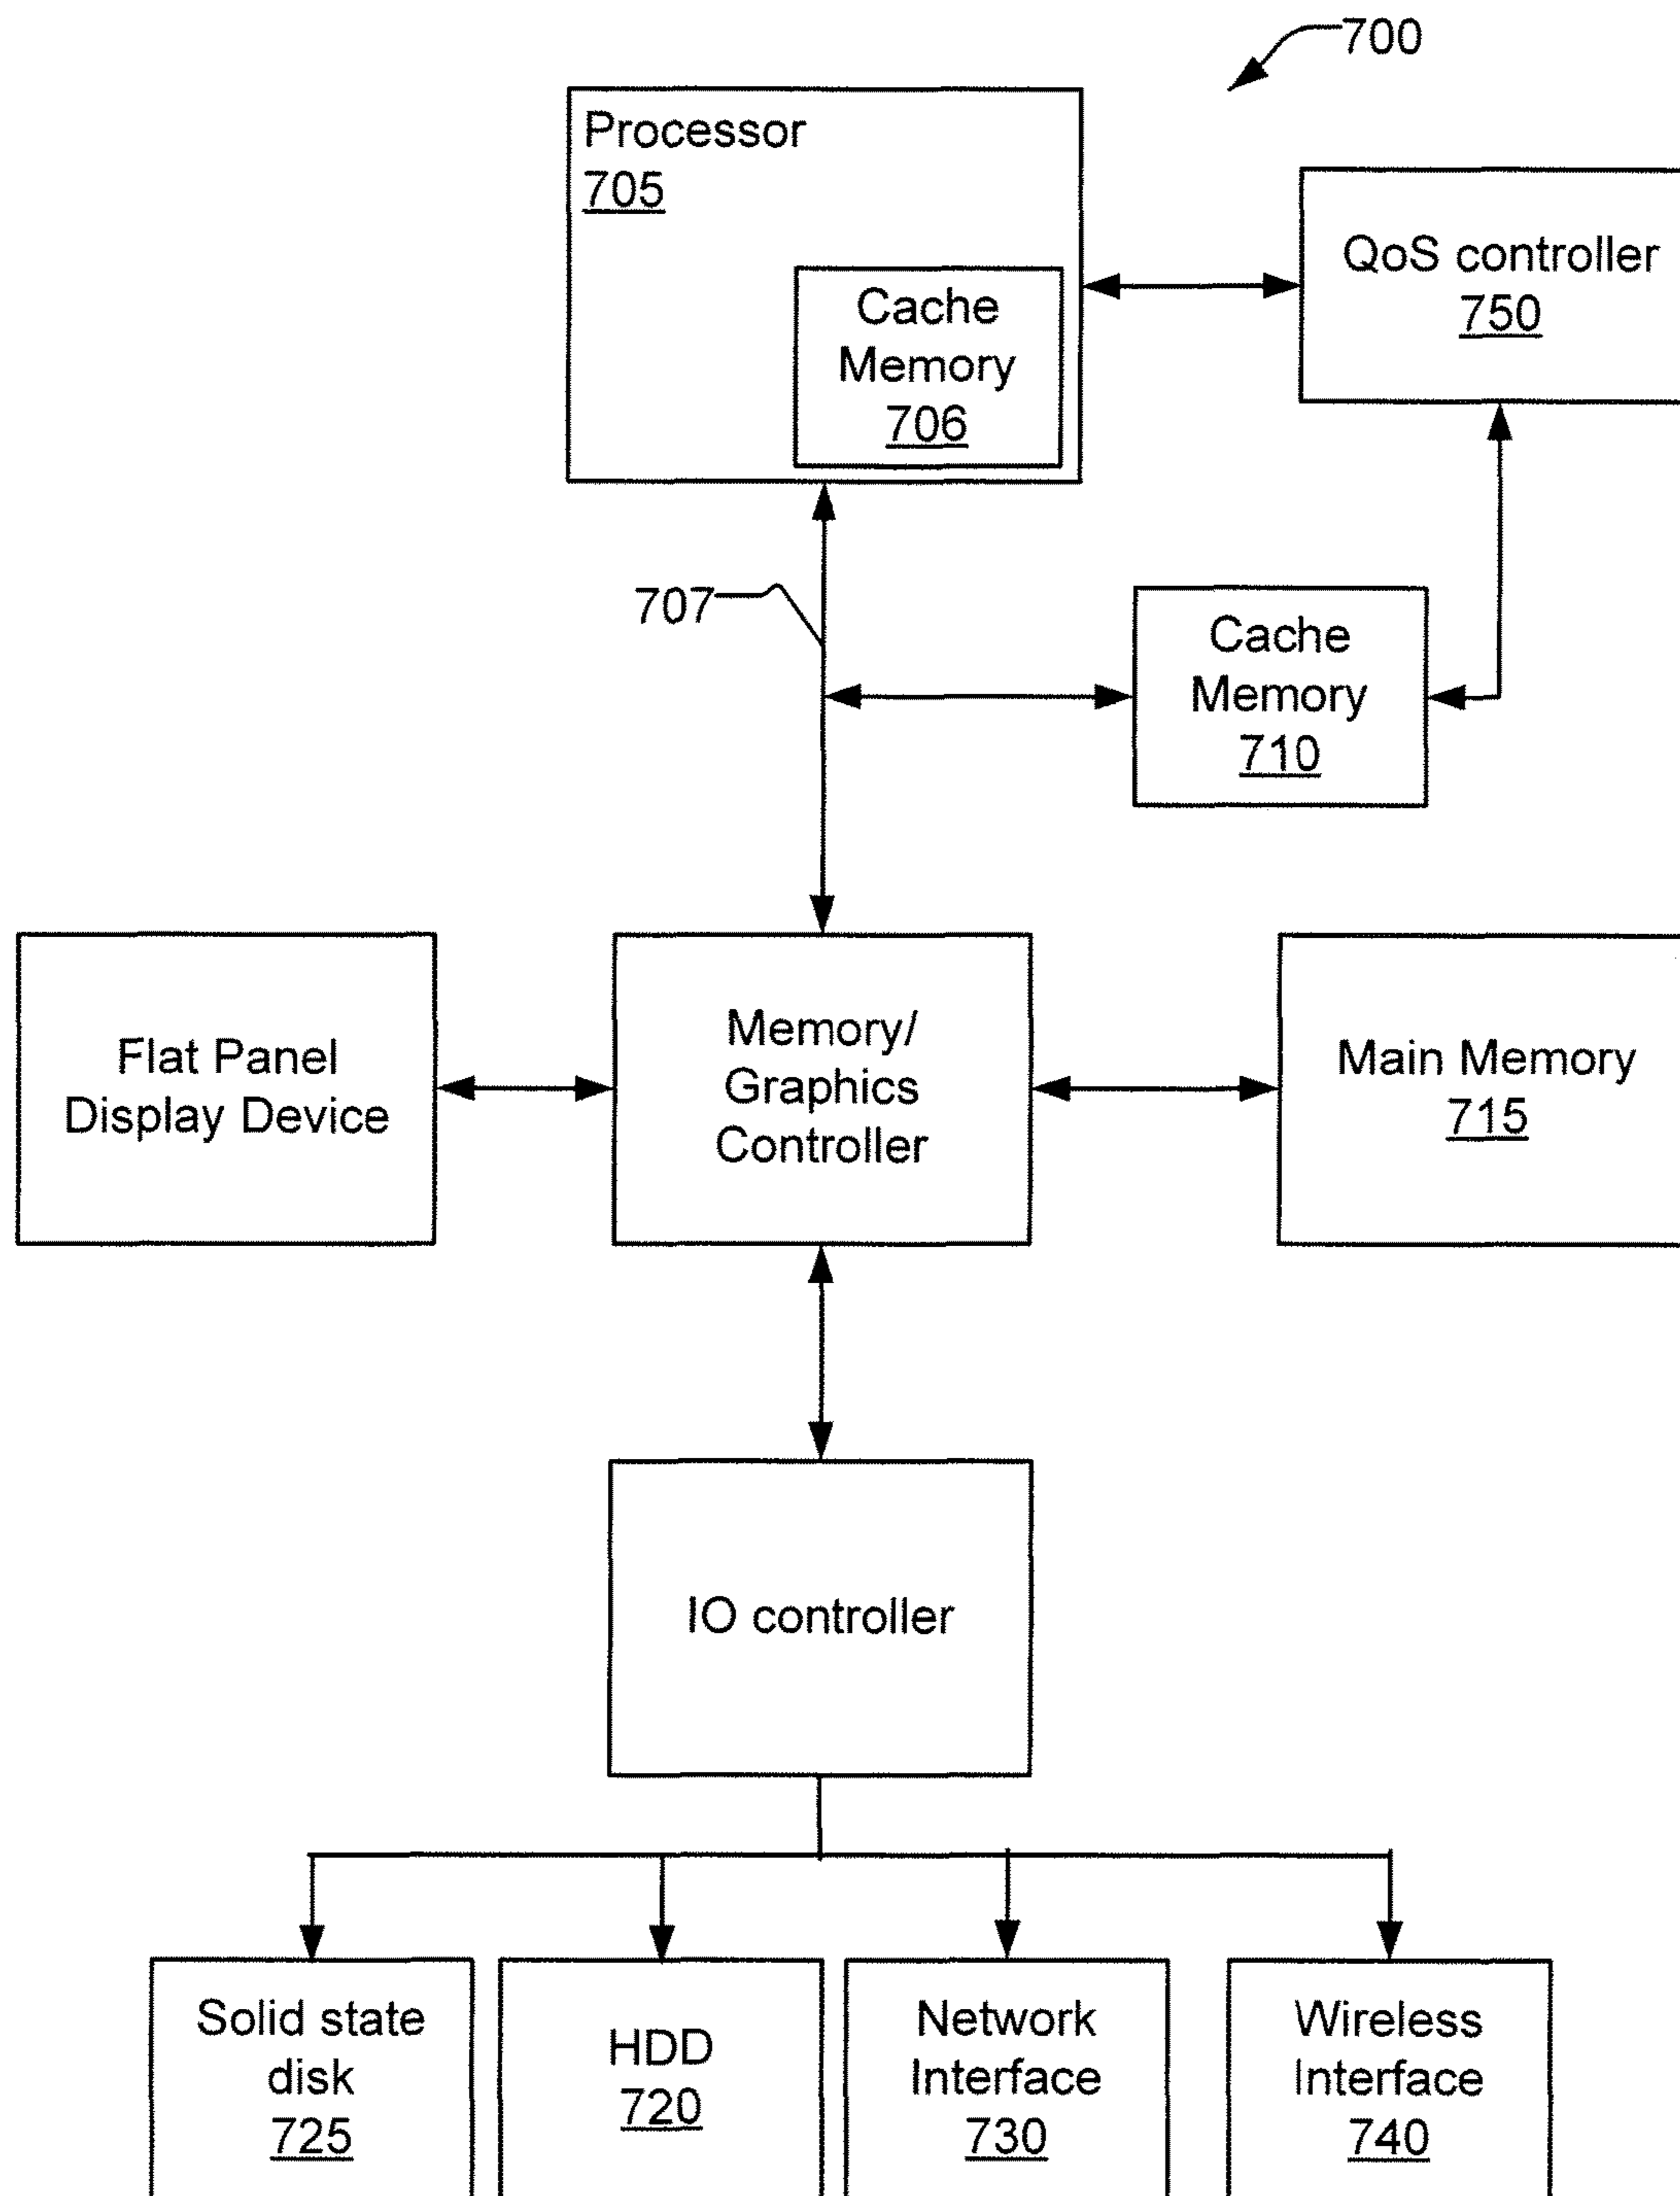 700
Processor
705
Cache
Memory
706
QoS controller
750
707
Cache
Memory
710
Flat Panel
Display Device
Memory/
Graphics
Controller
Main Memory
715
IO controller
Solid state
disk
725
HDD
720
Network
Interface
730
Wireless
Interface
740